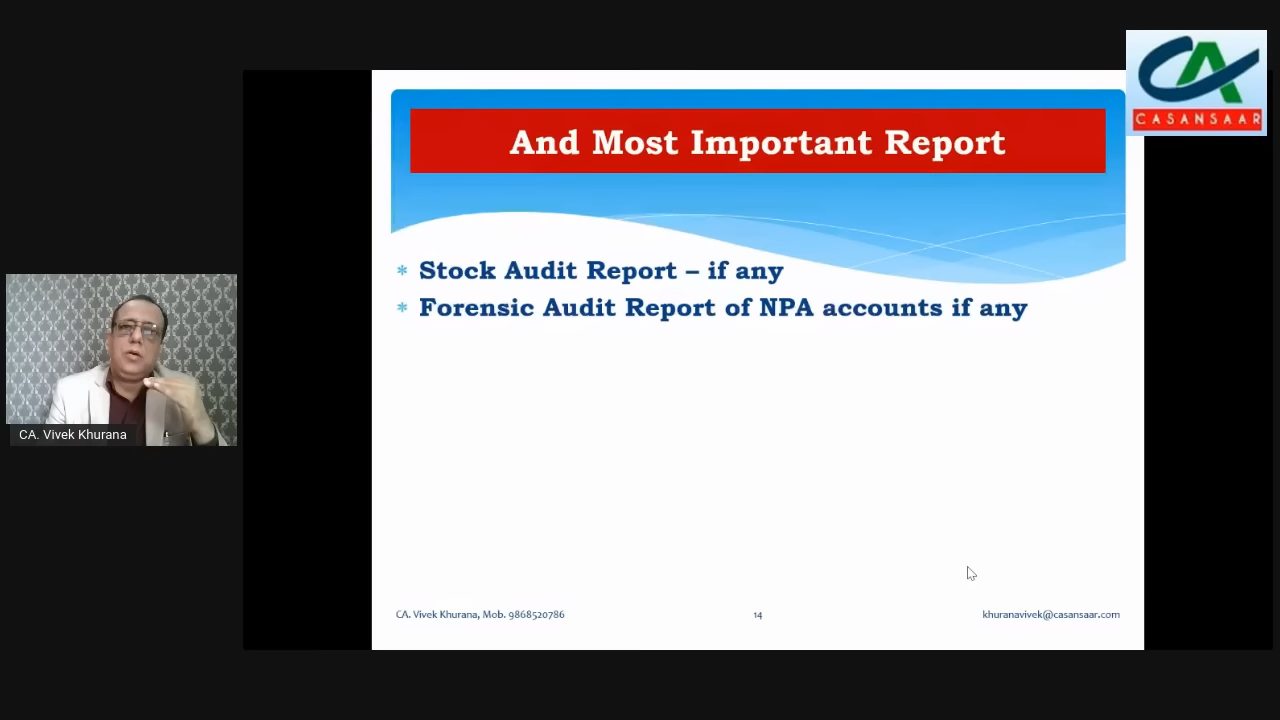 CASANSAAR
And Most Important Report
* Stock Audit Report – if any
* Forensic Audit Report of NPA accounts if any
CA. Vivek Khurana
CA. Vivek Khurana, Mob. 9868520786
14
khuranavivek@casansaar.com